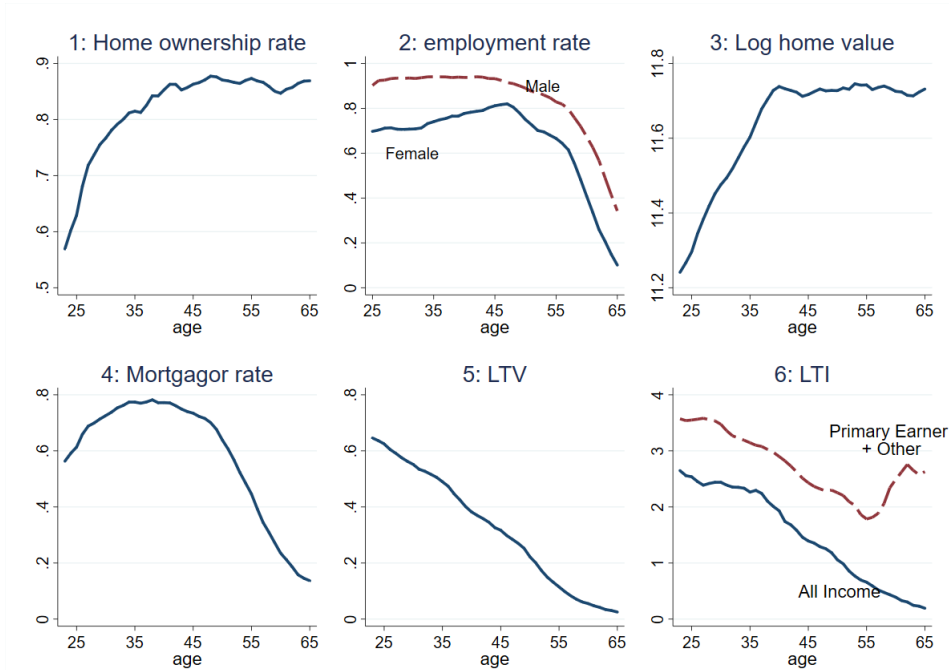 1: Home ownership rate
.9
.8
.7
.6
.5
25 35 45 55 65
age
2: employment rate
1
.8
.6
.4
.2
0
Male
Female
25 35 45 55 65
age
3: Log home value
11.8
11.6
11.4
11.2
25 35 45 55 65
age
4: Mortgagor rate
.8
.6
.4
.2
0
25 35 45 55 65
age
5: LTV
.8
.6
.4
.2
0
25 35 45 55 65
age
6: LTI
4
3
2
1
0
Primary Earner
+ Other
All Income
25 35 45 55 65
age